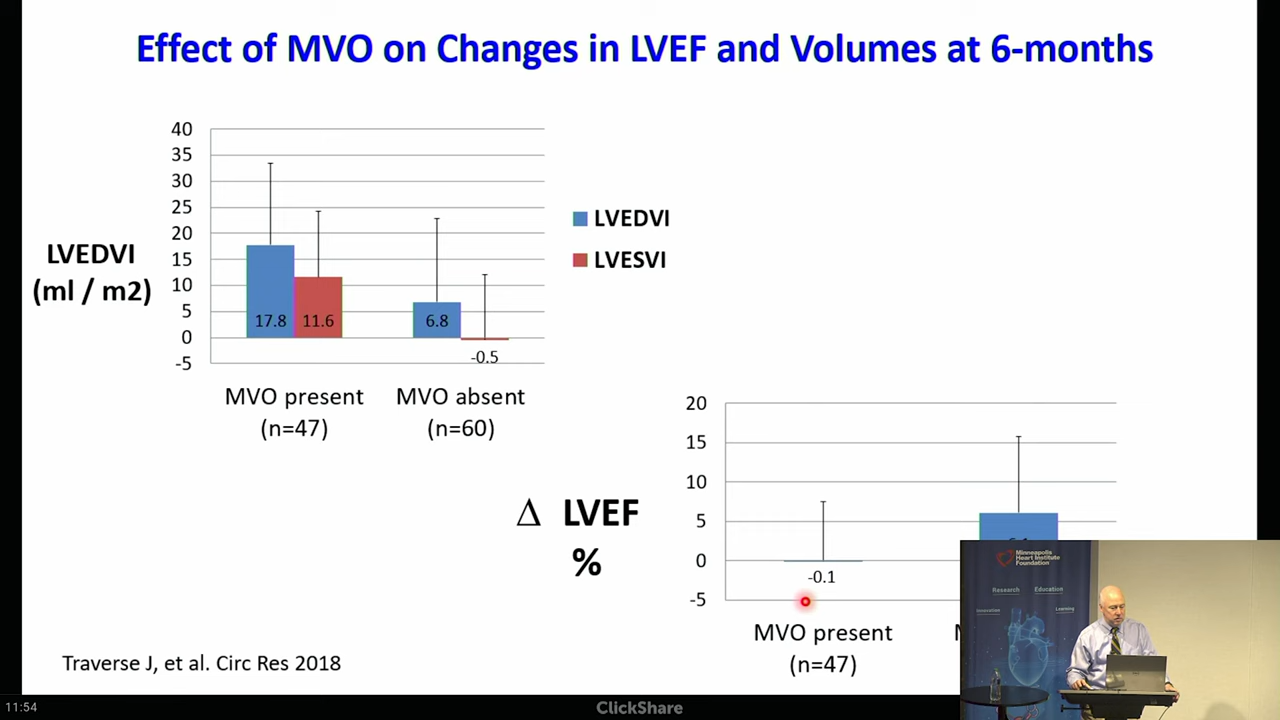 Effect of MVO on Changes in LVEF and Volumes at 6-months
40
35
30
25
20
15
10
5
0
-5
LVEDVI
(ml / m2)
17.8
11.6
6.8
-0.5
MVO present
(n=47)
MVO absent
(n=60)
LVEDVI
LVESVI
20
15
10
5
0
-5
Δ LVEF
%
-0.1
MVO present
(n=47)
Traverse J, et al. Circ Res 2018
Minneapolis
Heart Institute
Foundation
Research
Education
Innovation
Learning
11:54
ClickShare